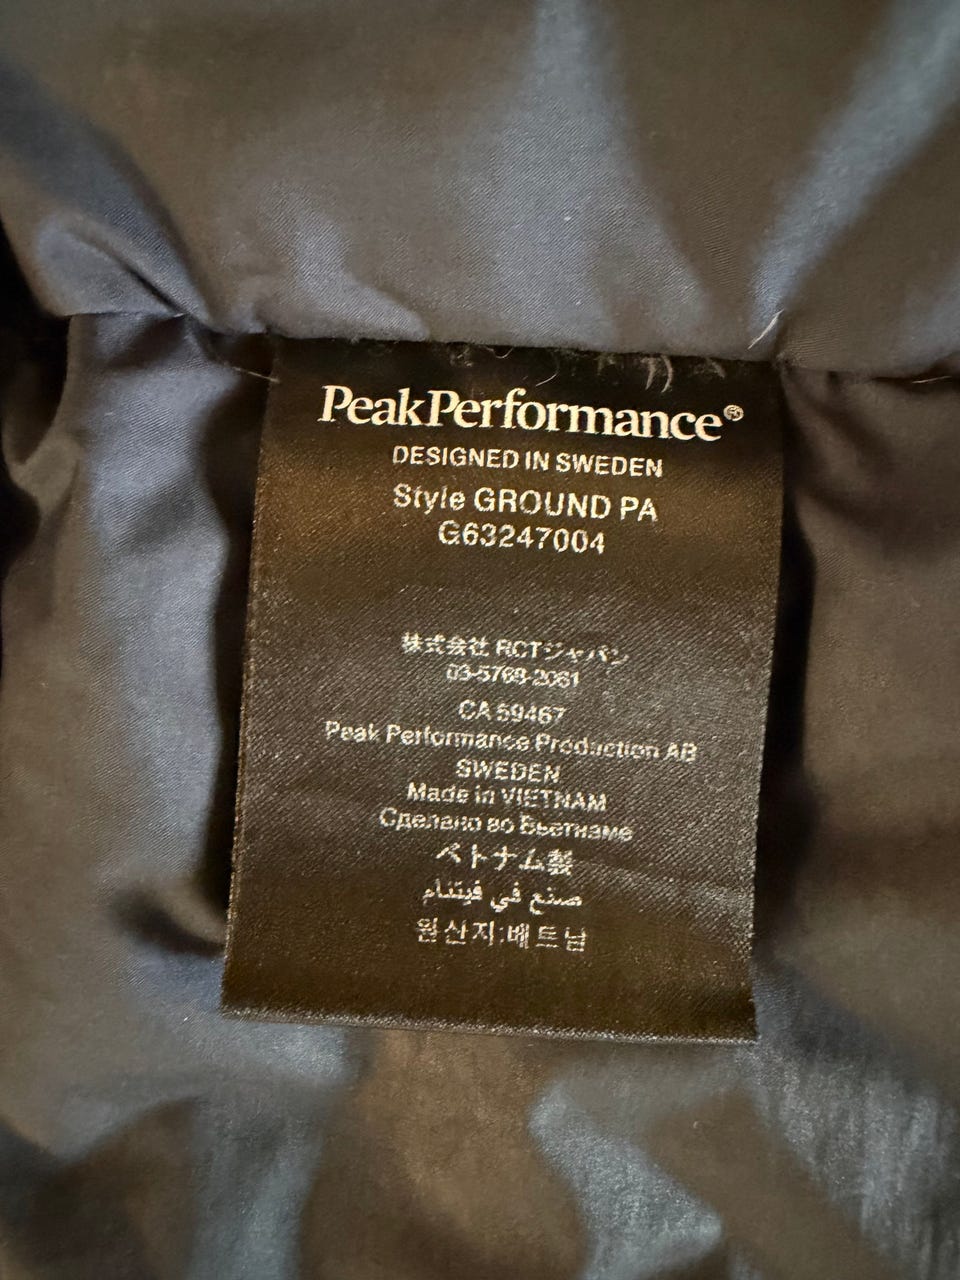 PeakPerformance®
DESIGNED IN SWEDEN
Style GROUND PA
G63247004
株式会社 RCTジャパン
03-5768-2061
CA 59467
Peak Performance Production AB
SWEDEN
Made in VIETNAM
Сделано во Вьетнаме
ベトナム製
صنع في فيتنام
원산지:베트남